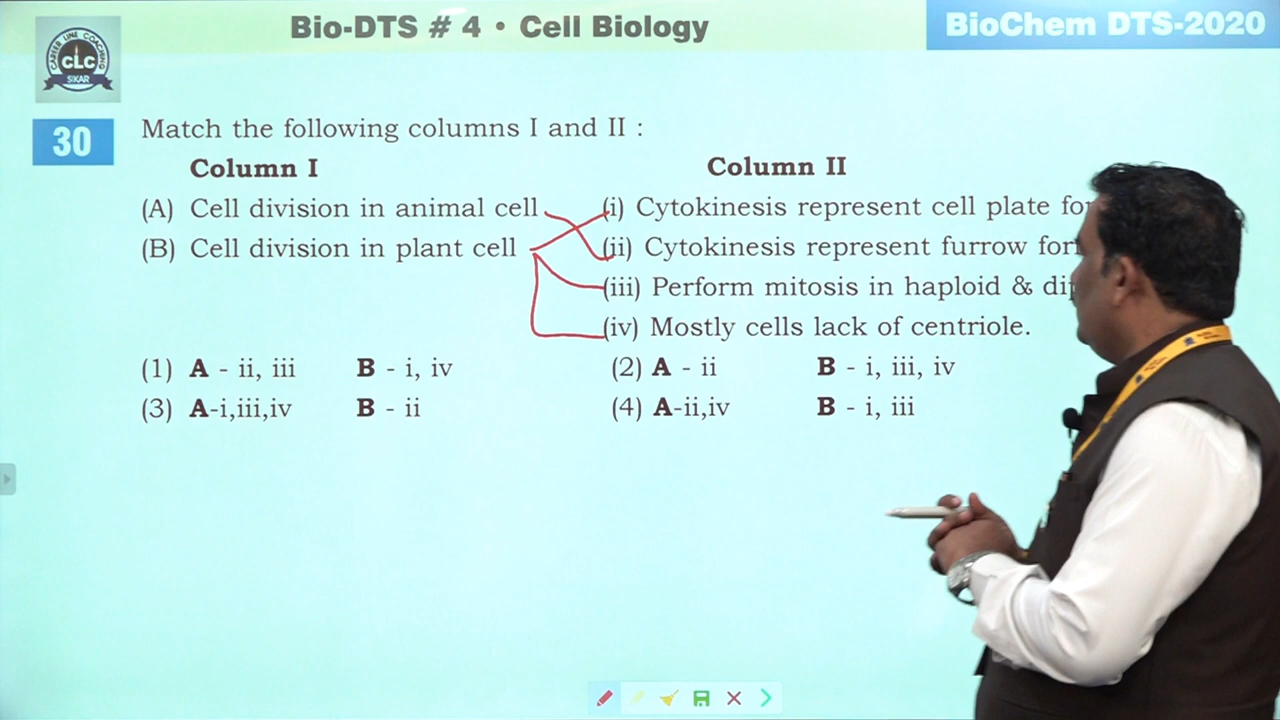 Bio-DTS # 4 • Cell Biology
BioChem DTS-2020
CAREER LINE COACHING
CLC
SIKAR
30
Match the following columns I and II :
Column I Column II
(A) Cell division in animal cell (i) Cytokinesis represent cell plate
(B) Cell division in plant cell (ii) Cytokinesis represent furrow
(iii) Perform mitosis in haploid &
(iv) Mostly cells lack of centriole.
(1) A - ii, iii B - i, iv (2) A - ii B - i, iii, iv
(3) A-i,iii,iv B - ii (4) A-ii,iv B - i, iii